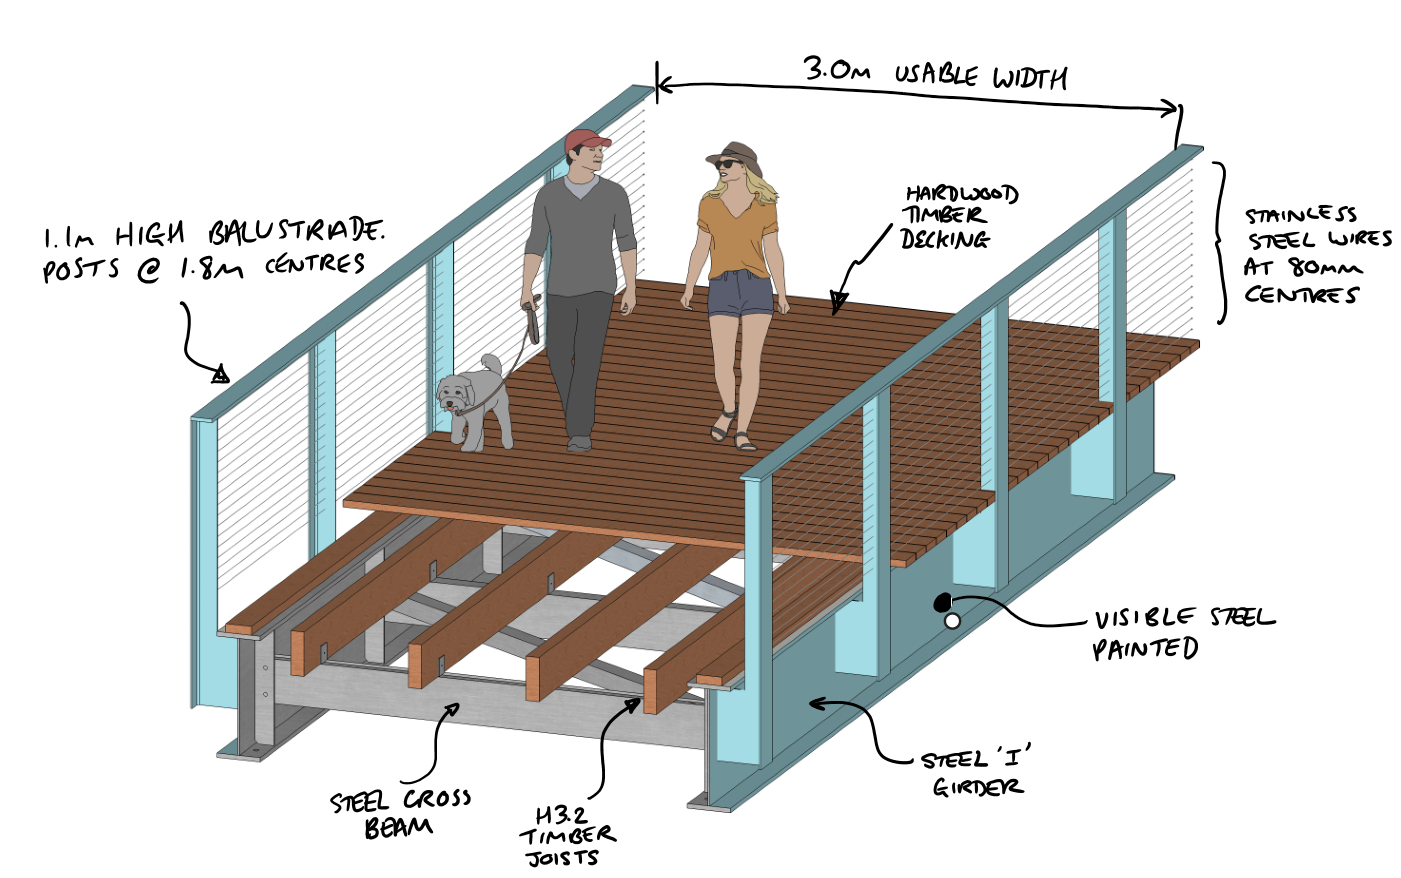 3.0m USABLE WIDTH
HARDWOOD
TIMBER
DECKING
1.1m HIGH BALUSTRADE.
POSTS @ 1.8m CENTRES
STAINLESS
STEEL WIRES
AT 80mm
CENTRES
VISIBLE STEEL
PAINTED
STEEL 'I'
GIRDER
STEEL CROSS
BEAM
H3.2
TIMBER
JOISTS